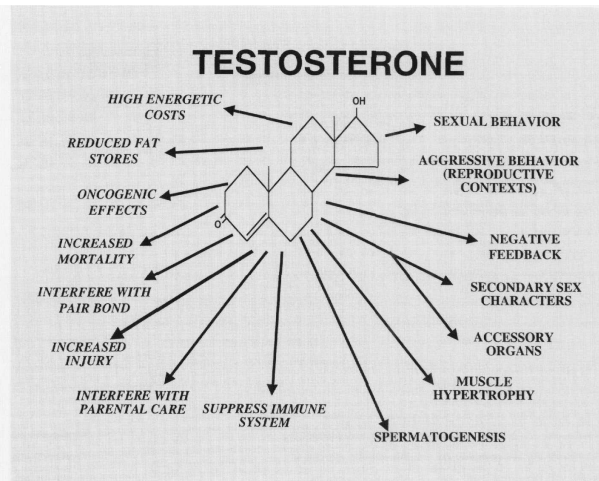 TESTOSTERONE
HIGH ENERGETIC
COSTS
REDUCED FAT
STORES
ONCOGENIC
EFFECTS
INCREASED
MORTALITY
INTERFERE WITH
PAIR BOND
INCREASED
INJURY
INTERFERE WITH
PARENTAL CARE
SUPPRESS IMMUNE
SYSTEM
OH
O
SEXUAL BEHAVIOR
AGGRESSIVE BEHAVIOR
(REPRODUCTIVE
CONTEXTS)
NEGATIVE
FEEDBACK
SECONDARY SEX
CHARACTERS
ACCESSORY
ORGANS
MUSCLE
HYPERTROPHY
SPERMATOGENESIS